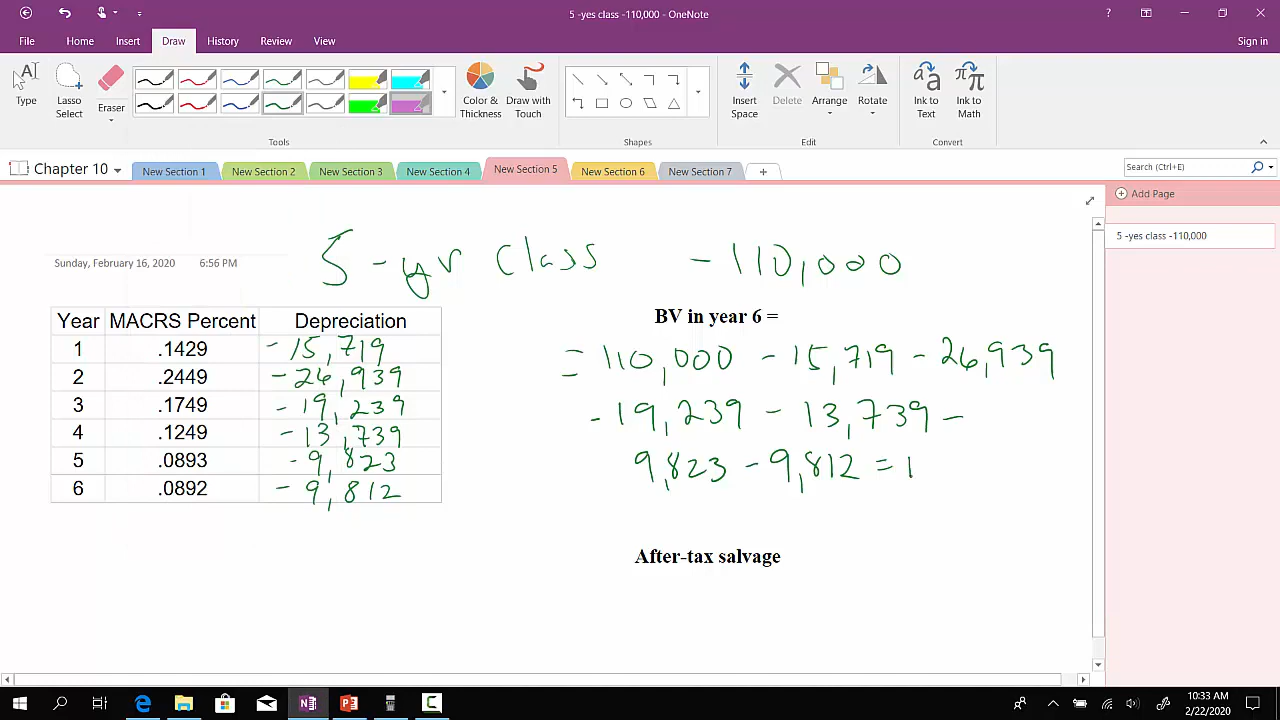 5 -yes class -110,000 - OneNote
File Home Insert Draw History Review View
Sign in
Type
Lasso Select
Eraser
Color & Thickness
Draw with Touch
Insert Space
Delete
Arrange
Rotate
Ink to Text
Ink to Math
Tools
Shapes
Edit
Convert
Chapter 10
New Section 1 New Section 2 New Section 3 New Section 4 New Section 5 New Section 6 New Section 7
Search (Ctrl+E)
Add Page
5 -yes class -110,000
5 -yr class -110,000
Sunday, February 16, 2020 6:56 PM
Year MACRS Percent Depreciation
1 .1429 -15,719
2 .2449 -26,939
3 .1749 -19,239
4 .1249 -13,739
5 .0893 -9,823
6 .0892 -9,812
BV in year 6 =
= 110,000 - 15,719 - 26,939
- 19,239 - 13,739 -
9,823 - 9,812 = 1
After-tax salvage
10:33 AM
2/22/2020